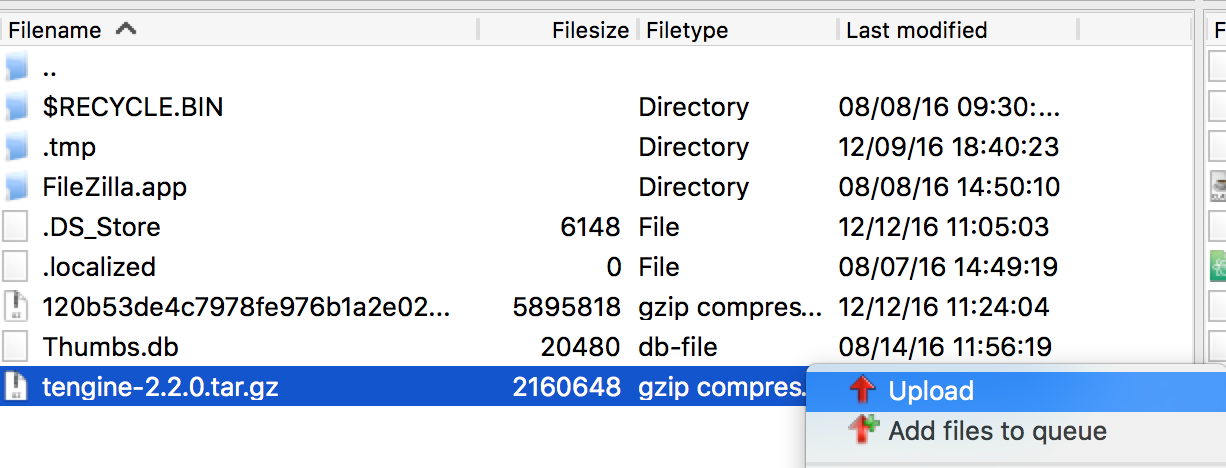 Filename Filesize Filetype Last modified F
..
$RECYCLE.BIN Directory 08/08/16 09:30:...
.tmp Directory 12/09/16 18:40:23
FileZilla.app Directory 08/08/16 14:50:10
.DS_Store 6148 File 12/12/16 11:05:03
.localized 0 File 08/07/16 14:49:19
120b53de4c7978fe976b1a2e02... 5895818 gzip compres... 12/12/16 11:24:04
Thumbs.db 20480 db-file 08/14/16 11:56:19
tengine-2.2.0.tar.gz 2160648 gzip compres. Upload
Add files to queue